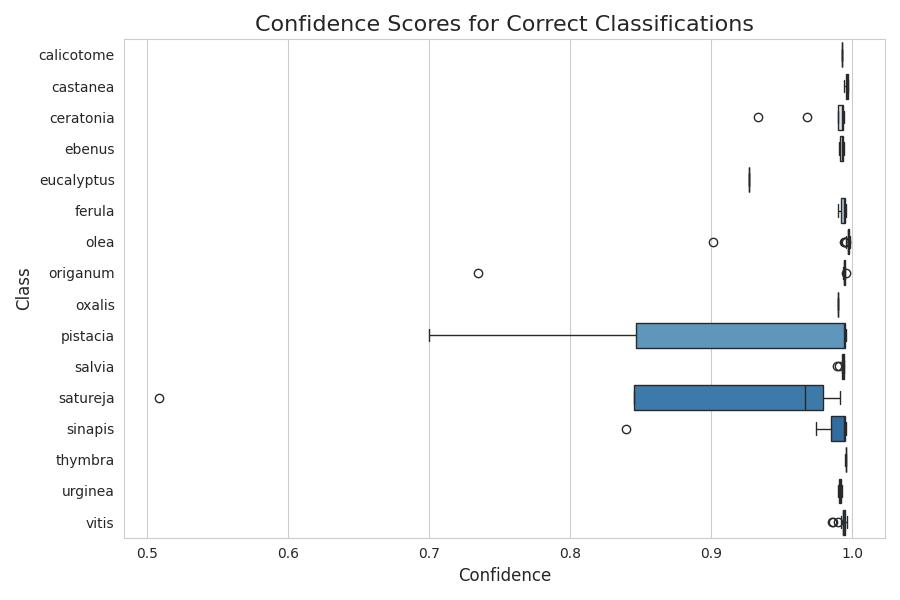 Confidence Scores for Correct Classifications
calicotome
castanea
ceratonia
ebenus
eucalyptus
ferula
olea
origanum
oxalis
pistacia
salvia
satureja
sinapis
thymbra
urginea
vitis
Class
0.5 0.6 0.7 0.8 0.9 1.0
Confidence